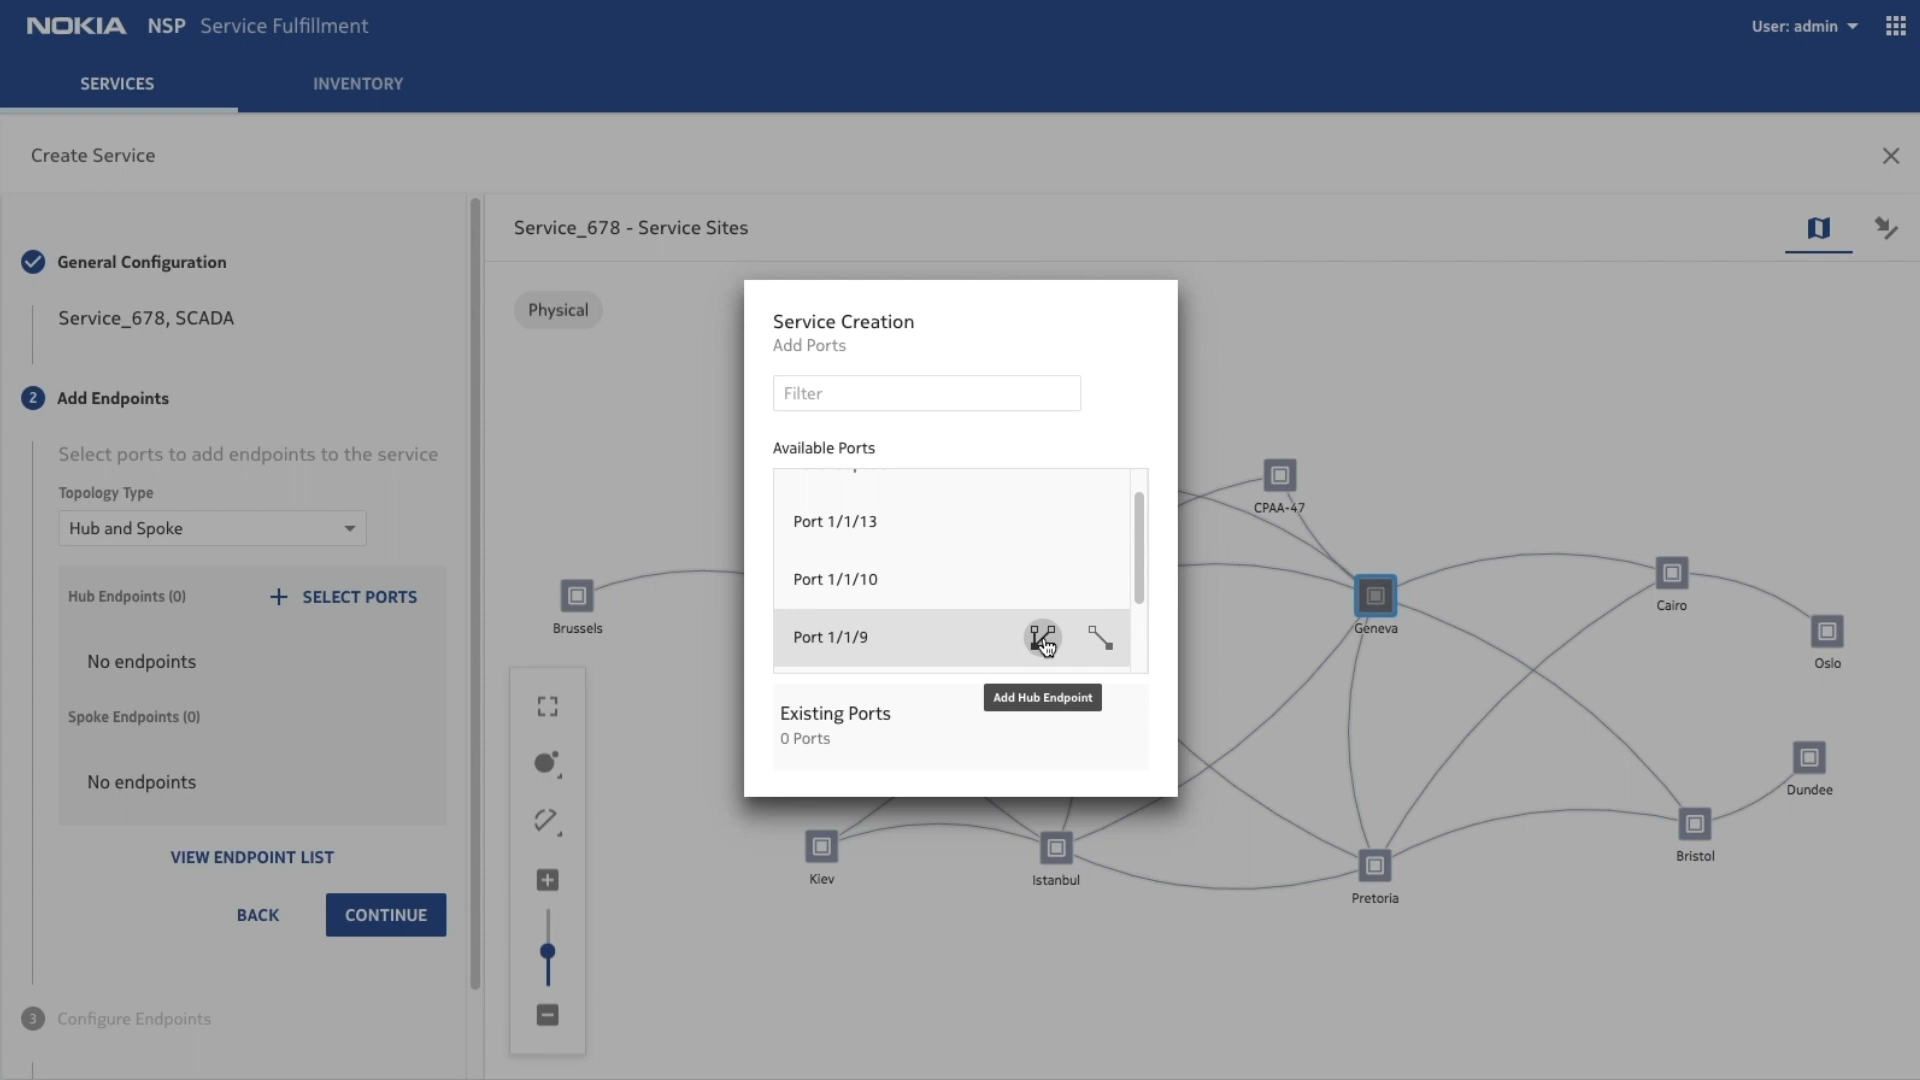 NOKIA NSP Service Fulfillment
User: admin
SERVICES
INVENTORY
Create Service
General Configuration
Service_678, SCADA
2 Add Endpoints
Select ports to add endpoints to the service
Topology Type
Hub and Spoke
Hub Endpoints (0)
SELECT PORTS
No endpoints
Spoke Endpoints (0)
No endpoints
VIEW ENDPOINT LIST
BACK
CONTINUE
3 Configure Endpoints
Service_678 - Service Sites
Physical
Service Creation
Add Ports
Filter
Available Ports
Port 1/1/13
Port 1/1/10
Port 1/1/9
Add Hub Endpoint
Existing Ports
0 Ports
CPAA-47
Brussels
Geneva
Cairo
Oslo
Dundee
Bristol
Kiev
Istanbul
Pretoria